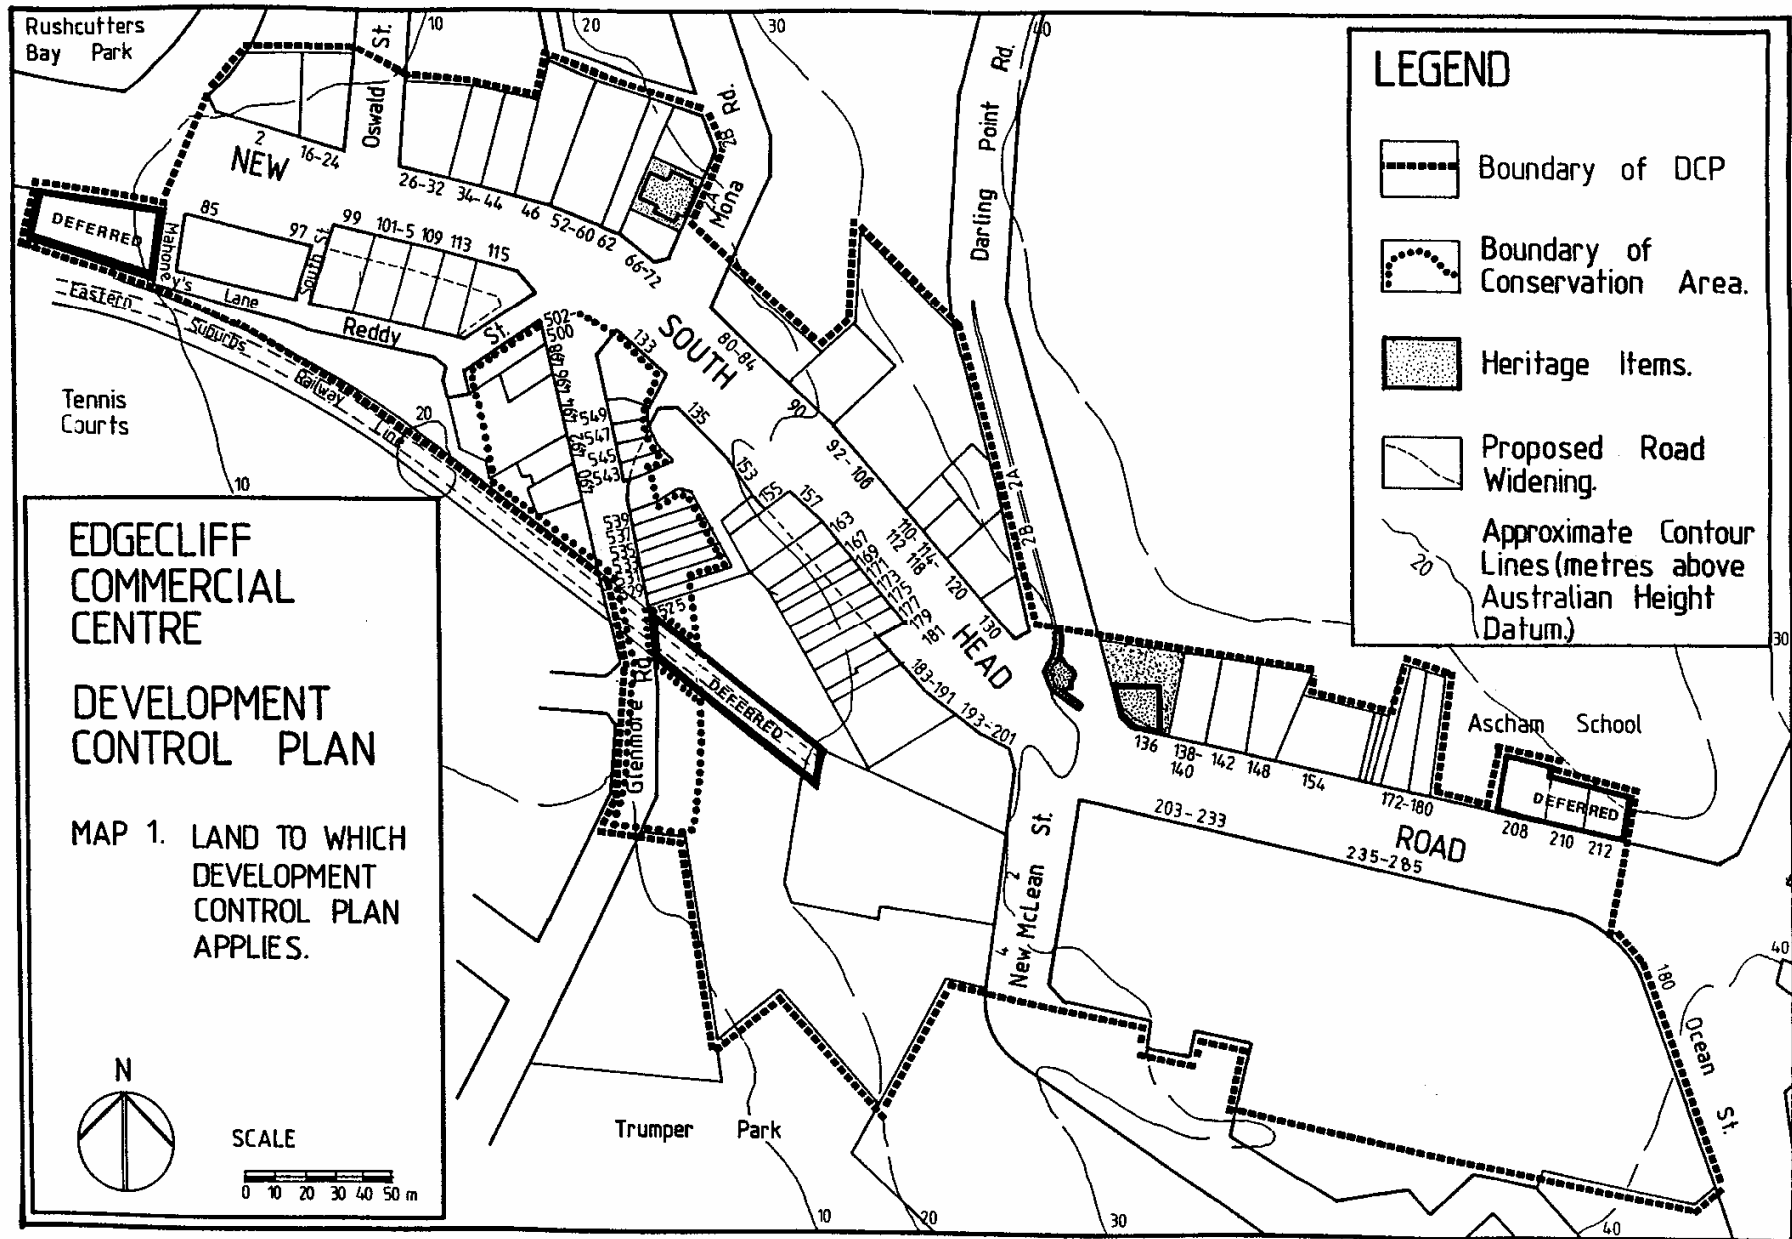 Rushcutters
Bay Park
10
20
30
40
Oswald St.
Mona Rd.
2B
2A
Darling Point Rd.
2
NEW
16-24
26-32
34-44
46
52-60
62
66-72
DEFERRED
Mahoney's
Lane
85
97
South St
99
101-5
109
113
115
Reddy
St.
Eastern
Suburbs
Railway
Line
Tennis
Courts
20
10
502
500
498
496
494
492
490
133
SOUTH
80-84
90
135
92-106
549
547
545
543
539
537
535
533
531
529
525
153
155
157
163
167
169
171
173
175
177
179
181
183-191
193-201
110-
112
114-
118
120
130
HEAD
2A
2B
Glenmore Rd
DEFERRED
136
138-
140
142
148
154
172-180
Ascham School
DEFERRED
208
210
212
203-233
ROAD
235-285
2
4
New McLean St.
180
Ocean St.
40
30
Trumper Park
10
20
30
40
LEGEND
Boundary of DCP
Boundary of
Conservation Area.
Heritage Items.
Proposed Road
Widening.
20
Approximate Contour
Lines (metres above
Australian Height
Datum.)
EDGECLIFF
COMMERCIAL
CENTRE
DEVELOPMENT
CONTROL PLAN
MAP 1. LAND TO WHICH
DEVELOPMENT
CONTROL PLAN
APPLIES.
N
SCALE
0 10 20 30 40 50 m